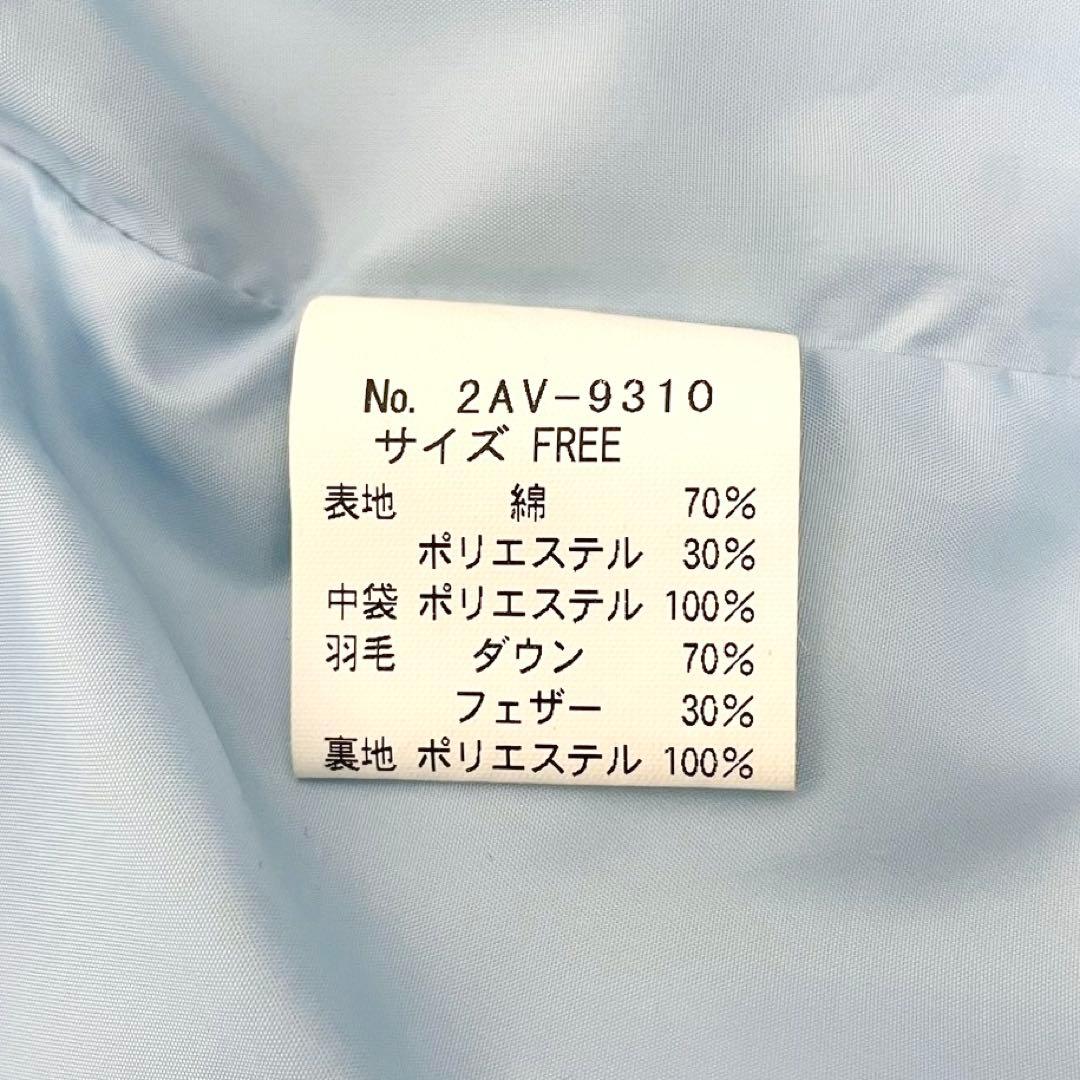 No. 2AV-9310
サイズ FREE
表地 綿 70%
ポリエステル 30%
中袋 ポリエステル 100%
羽毛 ダウン 70%
フェザー 30%
裏地 ポリエステル 100%